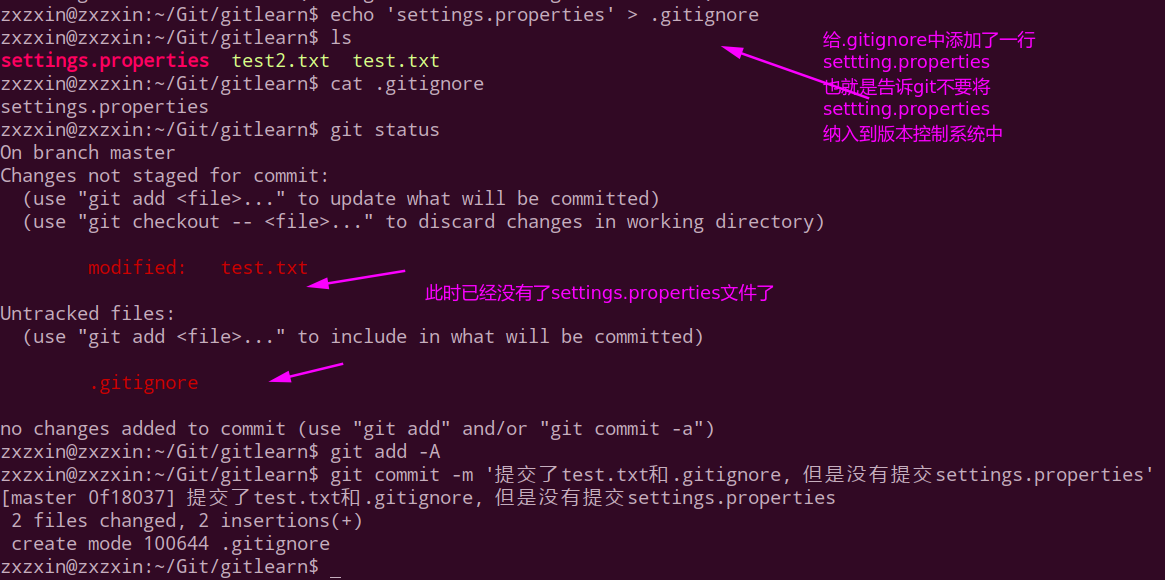 zxzxin@zxzxin:~/Git/gitlearn$ echo 'settings.properties' > .gitignore
zxzxin@zxzxin:~/Git/gitlearn$ ls
settings.properties  test2.txt  test.txt
zxzxin@zxzxin:~/Git/gitlearn$ cat .gitignore
settings.properties
zxzxin@zxzxin:~/Git/gitlearn$ git status
On branch master
Changes not staged for commit:
  (use "git add <file>..." to update what will be committed)
  (use "git checkout -- <file>..." to discard changes in working directory)
        modified:   test.txt
Untracked files:
  (use "git add <file>..." to include in what will be committed)
        .gitignore
no changes added to commit (use "git add" and/or "git commit -a")
zxzxin@zxzxin:~/Git/gitlearn$ git add -A
zxzxin@zxzxin:~/Git/gitlearn$ git commit -m '提交了test.txt和.gitignore, 但是没有提交settings.properties'
[master 0f18037] 提交了test.txt和.gitignore, 但是没有提交settings.properties
 2 files changed, 2 insertions(+)
 create mode 100644 .gitignore
zxzxin@zxzxin:~/Git/gitlearn$ _
给.gitignore中添加了一行
settting.properties
也就是告诉git不要将
settting.properties
纳入到版本控制系统中
此时已经没有了settings.properties文件了